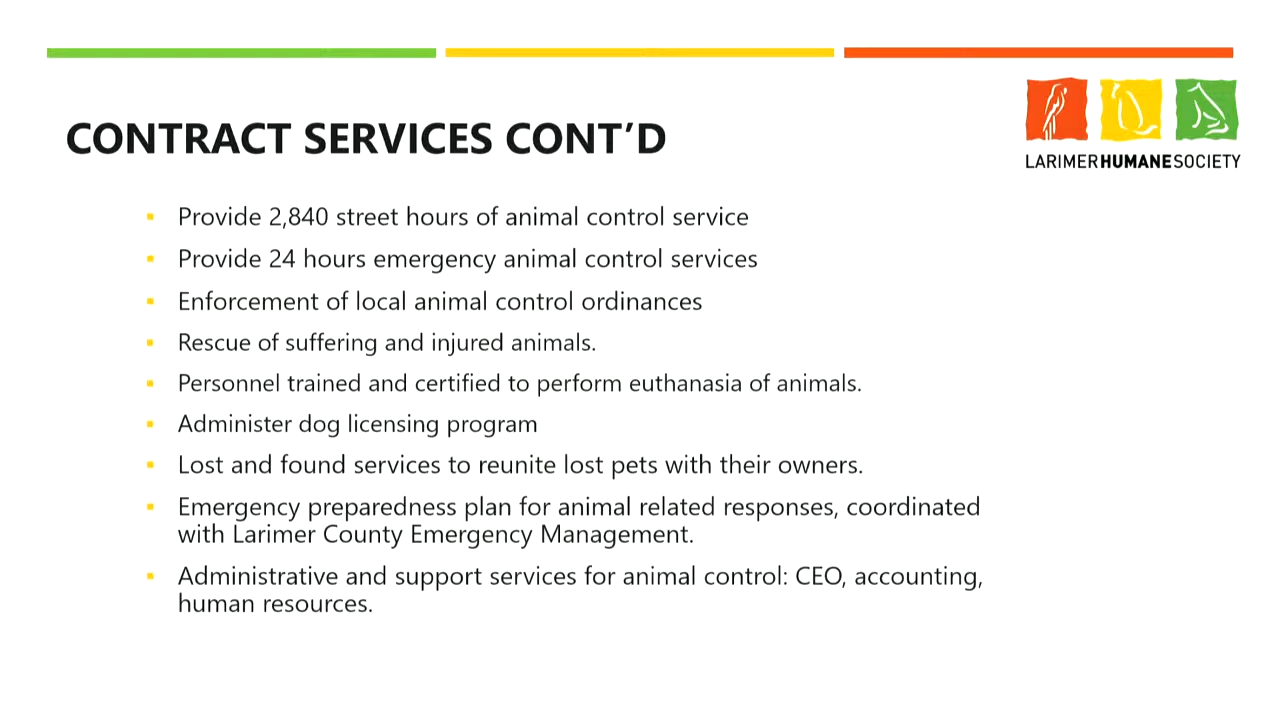 CONTRACT SERVICES CONT’D
LARIMERHUMANESOCIETY
Provide 2,840 street hours of animal control service
Provide 24 hours emergency animal control services
Enforcement of local animal control ordinances
Rescue of suffering and injured animals.
Personnel trained and certified to perform euthanasia of animals.
Administer dog licensing program
Lost and found services to reunite lost pets with their owners.
Emergency preparedness plan for animal related responses, coordinated
with Larimer County Emergency Management.
Administrative and support services for animal control: CEO, accounting,
human resources.